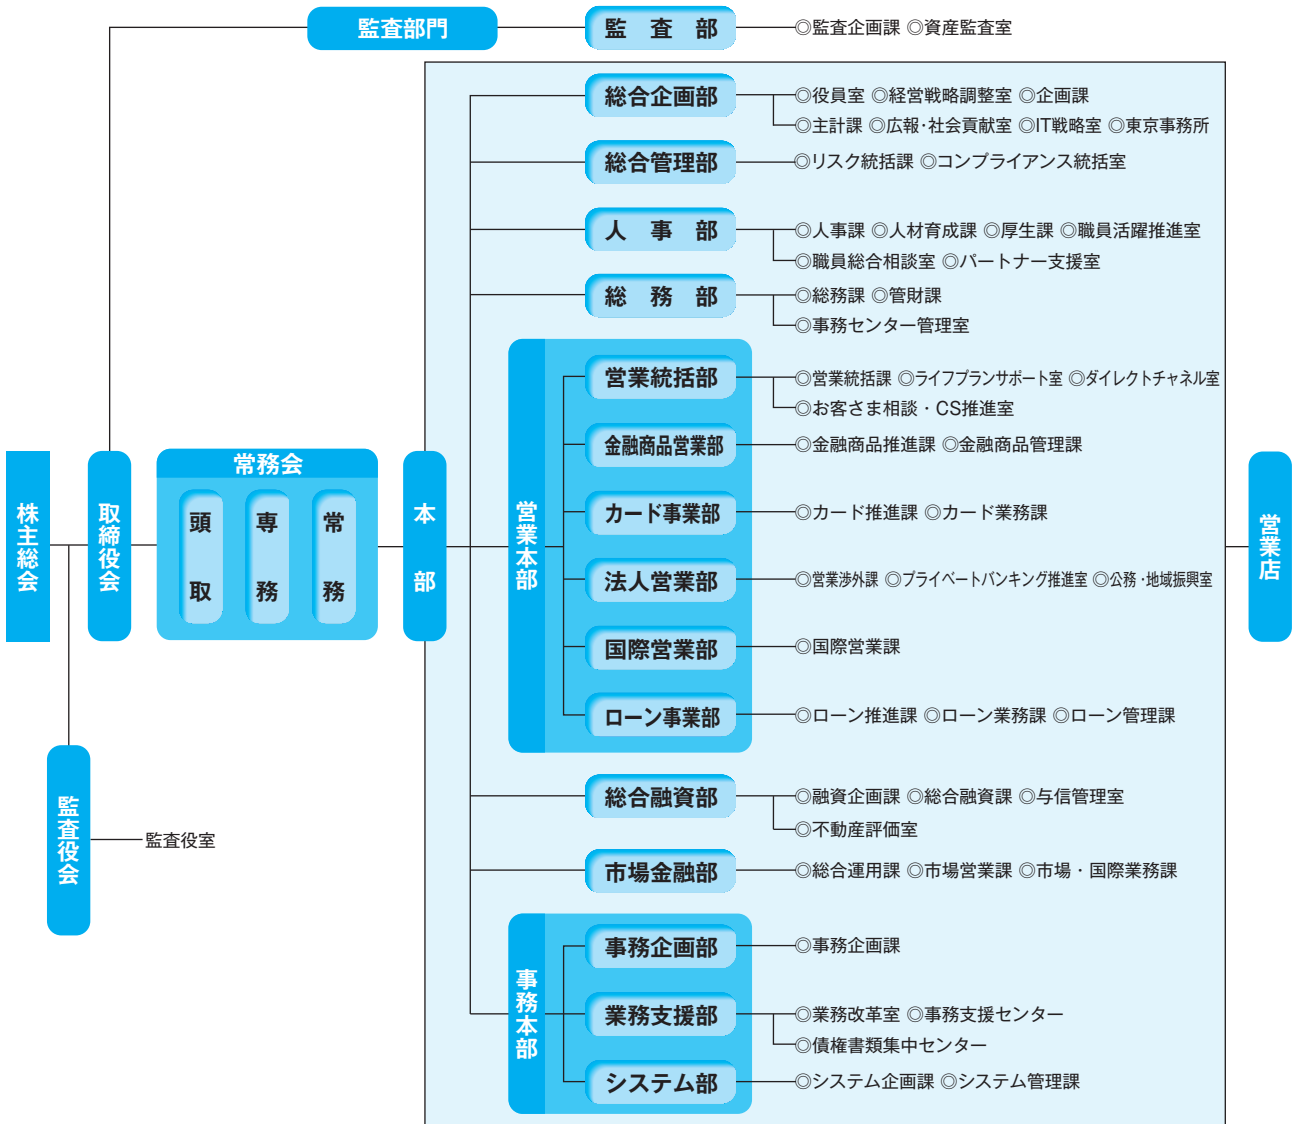 監査部門
監査部
◎監査企画課 ◎資産監査室
総合企画部
◎役員室 ◎経営戦略調整室 ◎企画課
◎主計課 ◎広報・社会貢献室 ◎IT戦略室 ◎東京事務所
総合管理部
◎リスク統括課 ◎コンプライアンス統括室
人事部
◎人事課 ◎人材育成課 ◎厚生課 ◎職員活躍推進室
◎職員総合相談室 ◎パートナー支援室
総務部
◎総務課 ◎管財課
◎事務センター管理室
株主総会
取締役会
常務会
頭取
専務
常務
本部
営業本部
営業統括部
◎営業統括課 ◎ライフプランサポート室 ◎ダイレクトチャネル室
◎お客さま相談・CS推進室
金融商品営業部
◎金融商品推進課 ◎金融商品管理課
カード事業部
◎カード推進課 ◎カード業務課
法人営業部
◎営業渉外課 ◎プライベートバンキング推進室 ◎公務・地域振興室
国際営業部
◎国際営業課
ローン事業部
◎ローン推進課 ◎ローン業務課 ◎ローン管理課
営業店
監査役会
監査役室
総合融資部
◎融資企画課 ◎総合融資課 ◎与信管理室
◎不動産評価室
市場金融部
◎総合運用課 ◎市場営業課 ◎市場・国際業務課
事務本部
事務企画部
◎事務企画課
業務支援部
◎業務改革室 ◎事務支援センター
◎債権書類集中センター
システム部
◎システム企画課 ◎システム管理課